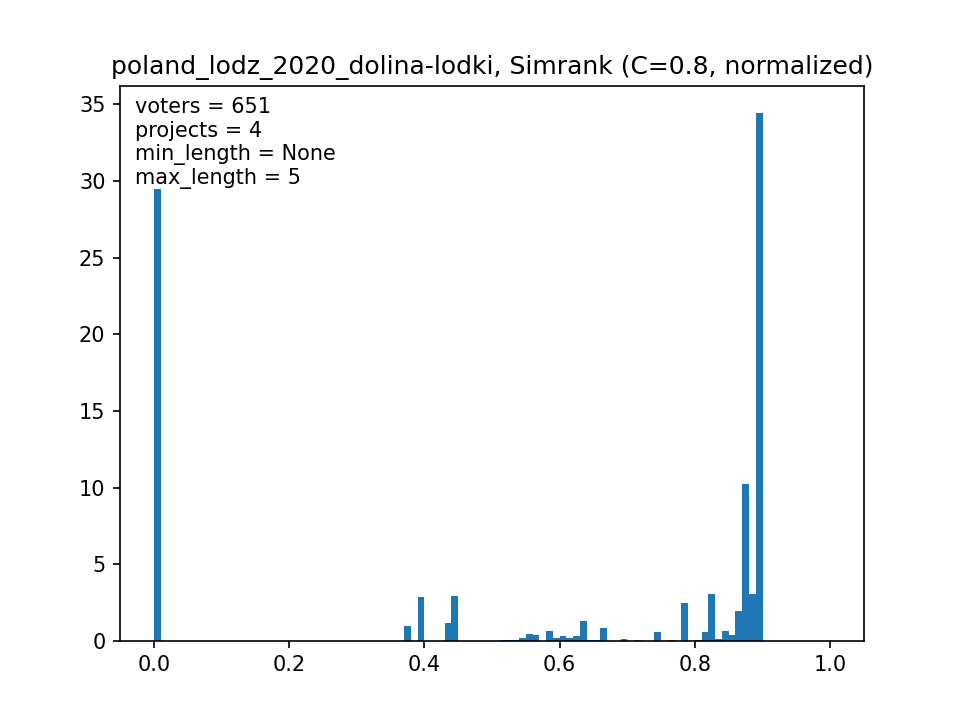 poland_lodz_2020_dolina-lodki, Simrank (C=0.8, normalized)
voters = 651
projects = 4
min_length = None
max_length = 5
35
30
25
20
15
10
5
0
0.0 0.2 0.4 0.6 0.8 1.0